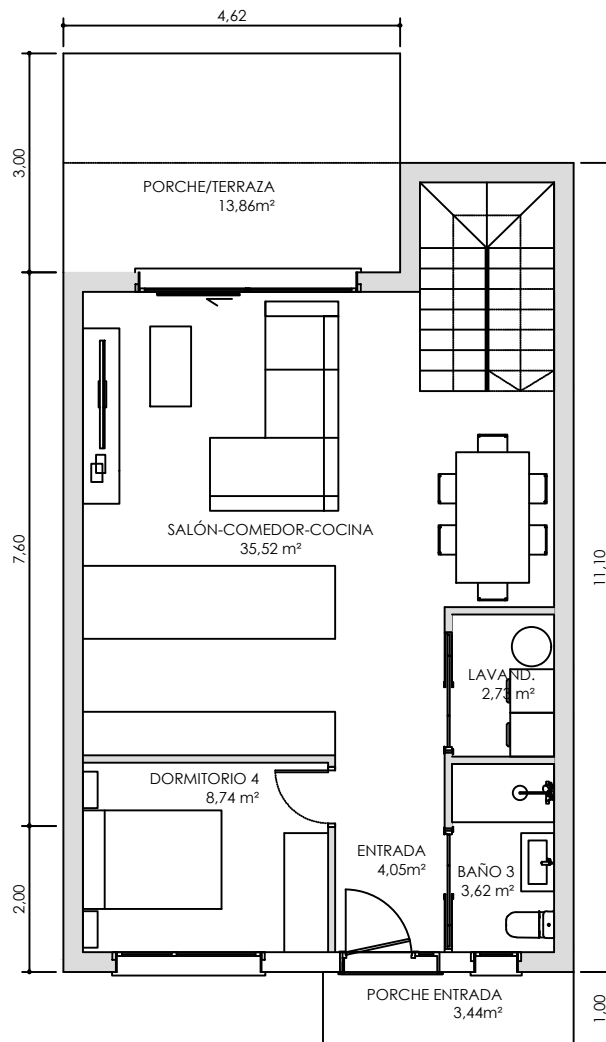 4,62
3,00
PORCHE/TERRAZA
13,86m²
SALÓN-COMEDOR-COCINA
35,52 m²
7,60
11,10
LAVAND.
2,73 m²
DORMITORIO 4
8,74 m²
ENTRADA
4,05m²
BAÑO 3
3,62 m²
2,00
PORCHE ENTRADA
3,44m²
1,00